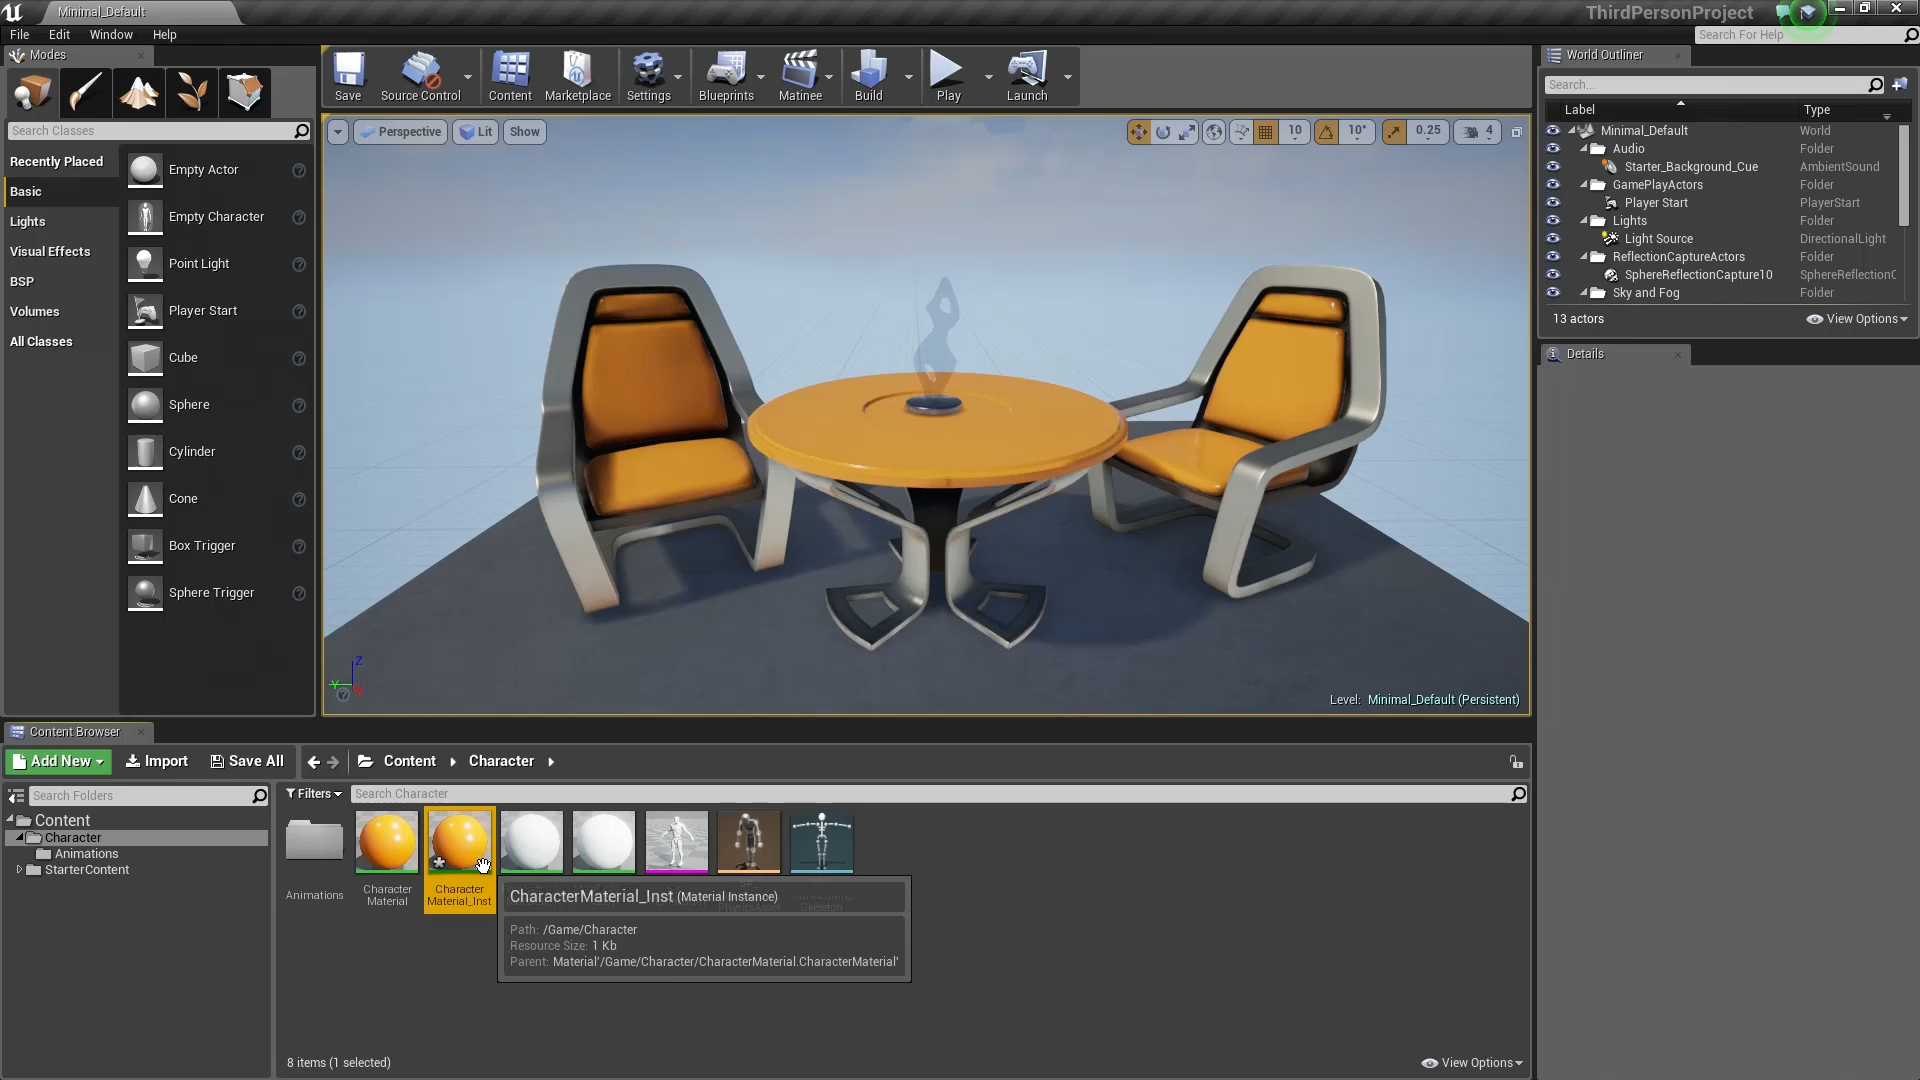 Minimal_Default
ThirdPersonProject
File Edit Window Help
Search For Help
Modes
Search Classes
Recently Placed
Basic
Lights
Visual Effects
BSP
Volumes
All Classes
Empty Actor
Empty Character
Point Light
Player Start
Cube
Sphere
Cylinder
Cone
Box Trigger
Sphere Trigger
Save Source Control Content Marketplace Settings Blueprints Matinee Build Play Launch
Perspective Lit Show
10 10° 0.25 4
Z
Y
X
Level: Minimal_Default (Persistent)
World Outliner
Search...
Label Type
Minimal_Default World
Audio Folder
Starter_Background_Cue AmbientSound
GamePlayActors Folder
Player Start PlayerStart
Lights Folder
Light Source DirectionalLight
ReflectionCaptureActors Folder
SphereReflectionCapture10 SphereReflectionC
Sky and Fog Folder
13 actors View Options
Details
Content Browser
Add New Import Save All Content Character
Search Folders
Content
Character
Animations
StarterContent
Filters Search Character
Animations
Character
Material
Character
Material_Inst
CharacterMaterial_Inst (Material Instance)
Path: /Game/Character
Resource Size: 1 Kb
Parent: Material'/Game/Character/CharacterMaterial.CharacterMaterial'
8 items (1 selected)
View Options